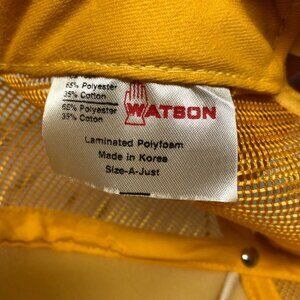 65% Polyester
35% Cotton
65% Polyester
35% Coton
WATSON
Laminated Polyfoam
Made in Korea
Size-A-Just